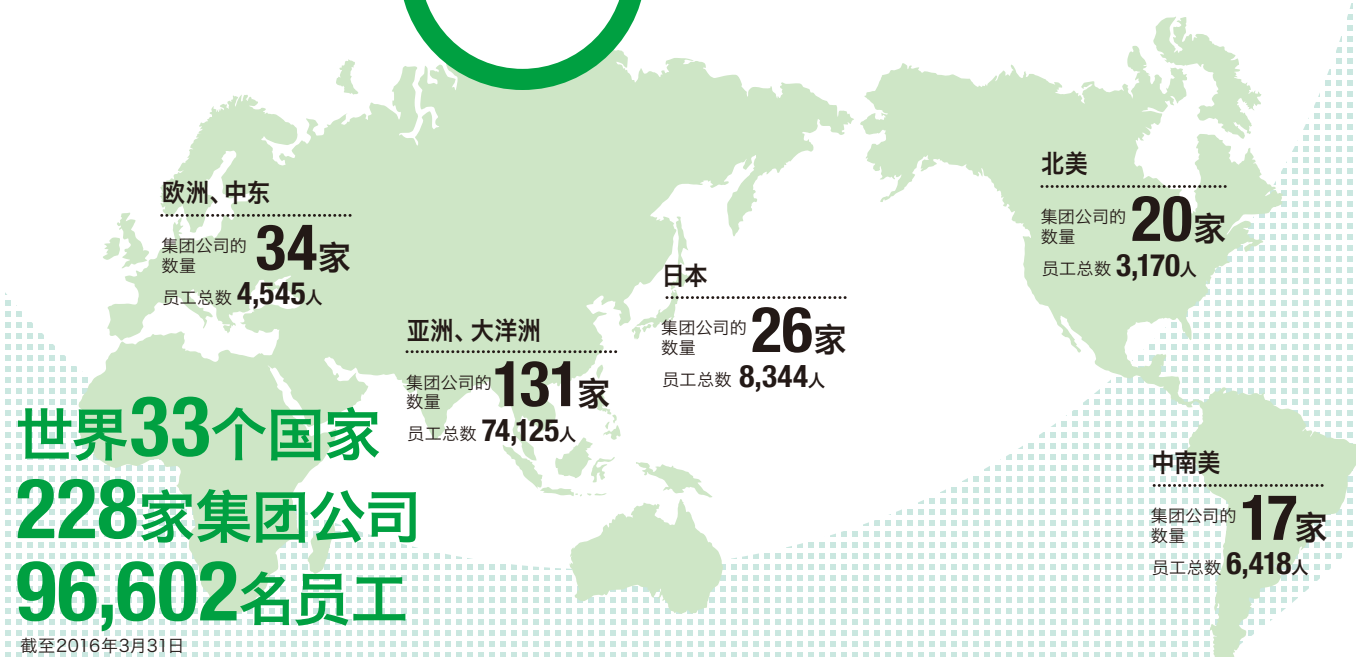 欧洲、中东
集团公司的
数量
34家
员工总数 4,545人
亚洲、大洋洲
集团公司的
数量
131家
员工总数 74,125人
日本
集团公司的
数量
26家
员工总数 8,344人
北美
集团公司的
数量
20家
员工总数 3,170人
中南美
集团公司的
数量
17家
员工总数 6,418人
世界33个国家
228家集团公司
96,602名员工
截至2016年3月31日